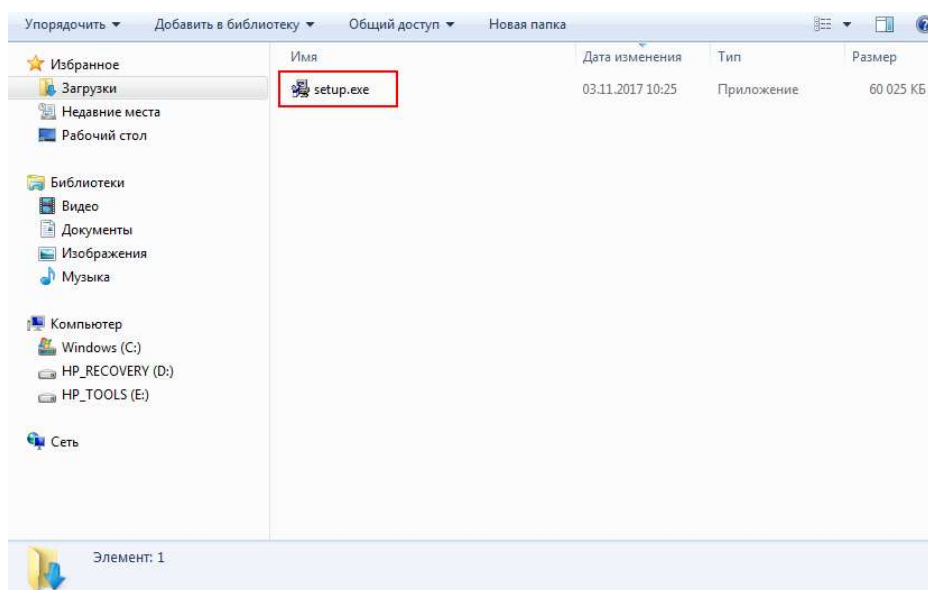 Упорядочить Добавить в библиотеку Общий доступ Новая папка
Имя Дата изменения Тип Размер
setup.exe 03.11.2017 10:25 Приложение 60 025 КБ
Избранное
Загрузки
Недавние места
Рабочий стол
Библиотеки
Видео
Документы
Изображения
Музыка
Компьютер
Windows (C:)
HP_RECOVERY (D:)
HP_TOOLS (E:)
Сеть
Элемент: 1